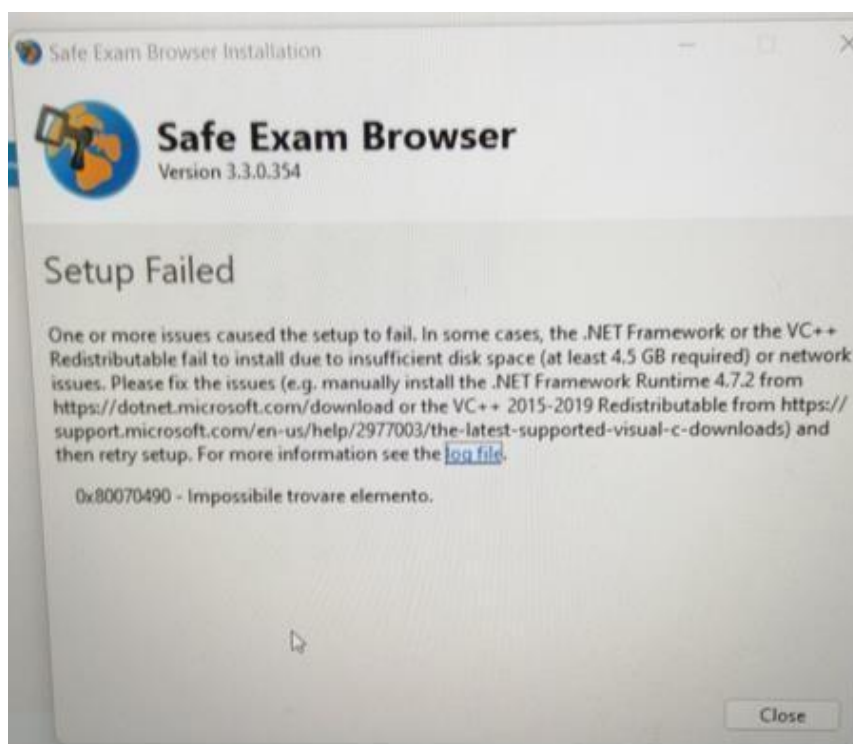 Safe Exam Browser Installation
Safe Exam Browser
Version 3.3.0.354
Setup Failed
One or more issues caused the setup to fail. In some cases, the .NET Framework or the VC++
Redistributable fail to install due to insufficient disk space (at least 4.5 GB required) or network
issues. Please fix the issues (e.g. manually install the .NET Framework Runtime 4.7.2 from
https://dotnet.microsoft.com/download or the VC++ 2015-2019 Redistributable from https://
support.microsoft.com/en-us/help/2977003/the-latest-supported-visual-c-downloads) and
then retry setup. For more information see the log file.
0x80070490 - Impossibile trovare elemento.
Close